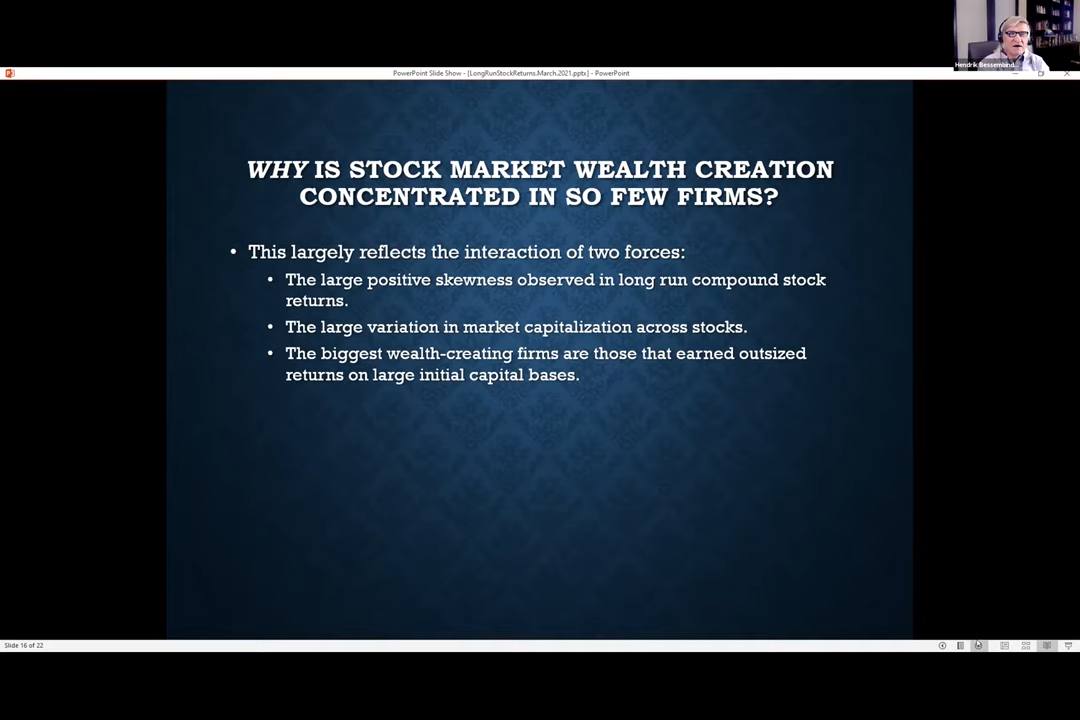 Hendrik Bessembind...
PowerPoint Slide Show - [LongRunStockReturns.March.2021.pptx] - PowerPoint
WHY IS STOCK MARKET WEALTH CREATION
CONCENTRATED IN SO FEW FIRMS?
• This largely reflects the interaction of two forces:
• The large positive skewness observed in long run compound stock
returns.
• The large variation in market capitalization across stocks.
• The biggest wealth-creating firms are those that earned outsized
returns on large initial capital bases.
Slide 16 of 22